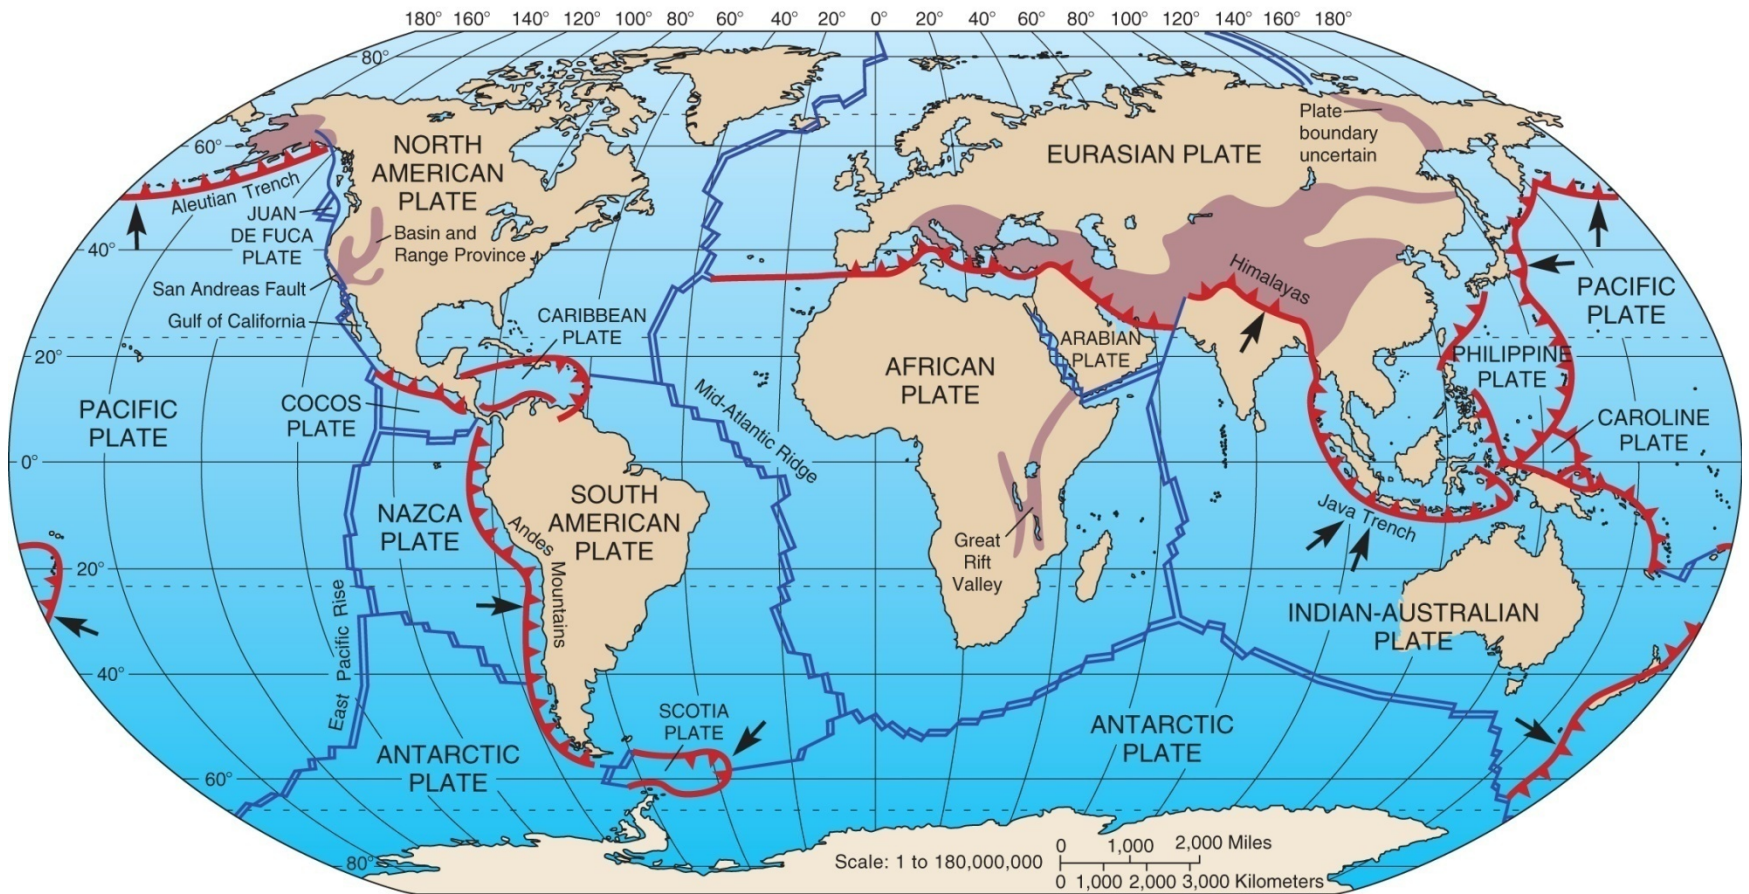 180° 160° 140° 120° 100° 80° 60° 40° 20° 0° 20° 40° 60° 80° 100° 120° 140° 160° 180°
80°
60°
40°
20°
0°
20°
40°
60°
80°
Aleutian Trench
NORTH
AMERICAN
PLATE
JUAN
DE FUCA
PLATE
Basin and
Range Province
San Andreas Fault
Gulf of California
CARIBBEAN
PLATE
PACIFIC
PLATE
COCOS
PLATE
NAZCA
PLATE
SOUTH
AMERICAN
PLATE
Andes
Mountains
East Pacific Rise
ANTARCTIC
PLATE
SCOTIA
PLATE
Mid-Atlantic Ridge
EURASIAN PLATE
Plate
boundary
uncertain
Himalayas
ARABIAN
PLATE
AFRICAN
PLATE
Great
Rift
Valley
PACIFIC
PLATE
PHILIPPINE
PLATE
CAROLINE
PLATE
Java Trench
INDIAN-AUSTRALIAN
PLATE
ANTARCTIC
PLATE
Scale: 1 to 180,000,000
0 1,000 2,000 Miles
0 1,000 2,000 3,000 Kilometers